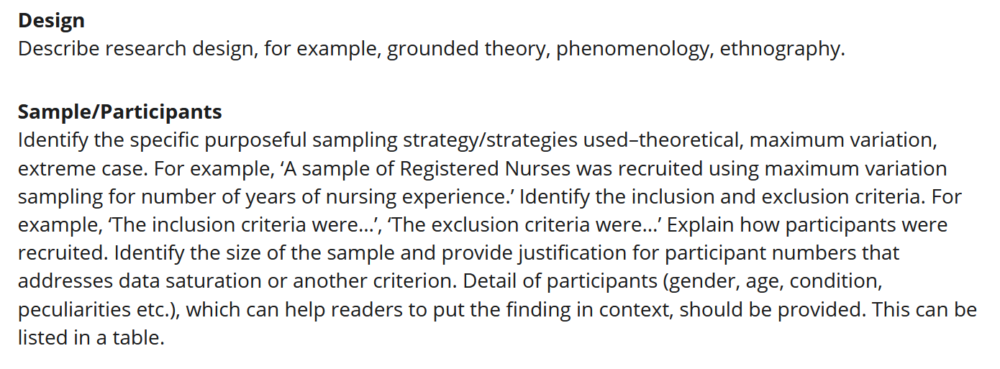 Design
Describe research design, for example, grounded theory, phenomenology, ethnography.
Sample/Participants
Identify the specific purposeful sampling strategy/strategies used–theoretical, maximum variation,
extreme case. For example, ‘A sample of Registered Nurses was recruited using maximum variation
sampling for number of years of nursing experience.’ Identify the inclusion and exclusion criteria. For
example, ‘The inclusion criteria were…’, ‘The exclusion criteria were…’ Explain how participants were
recruited. Identify the size of the sample and provide justification for participant numbers that
addresses data saturation or another criterion. Detail of participants (gender, age, condition,
peculiarities etc.), which can help readers to put the finding in context, should be provided. This can be
listed in a table.